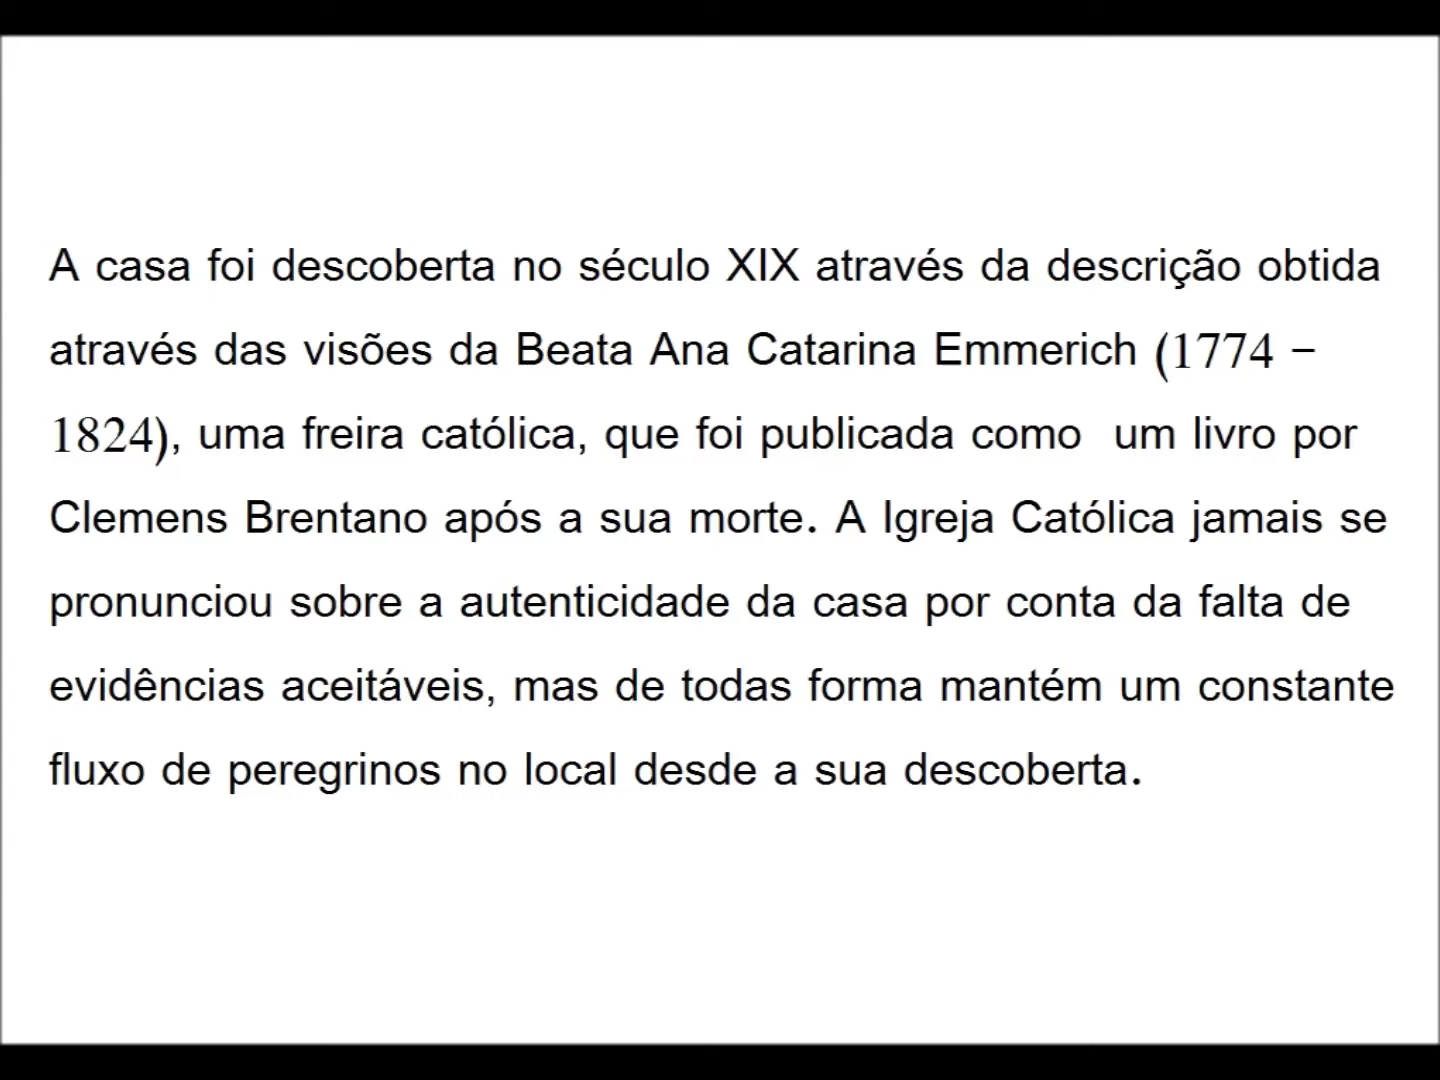 A casa foi descoberta no século XIX através da descrição obtida
através das visões da Beata Ana Catarina Emmerich (1774 –
1824), uma freira católica, que foi publicada como  um livro por
Clemens Brentano após a sua morte. A Igreja Católica jamais se
pronunciou sobre a autenticidade da casa por conta da falta de
evidências aceitáveis, mas de todas forma mantém um constante
fluxo de peregrinos no local desde a sua descoberta.